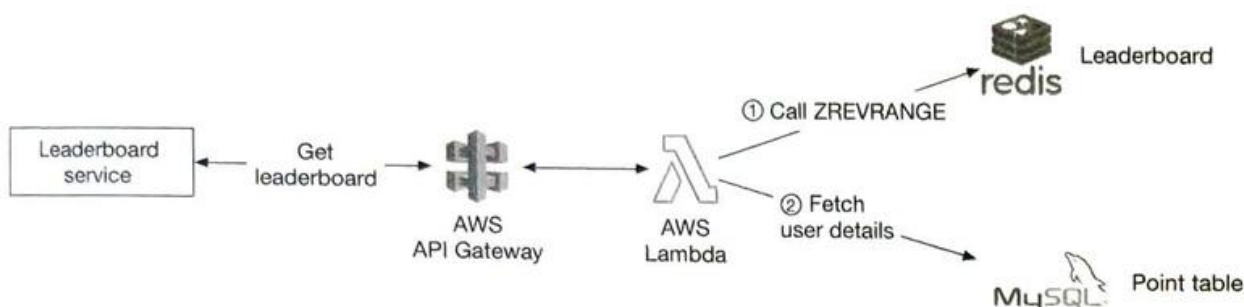 redis
Leaderboard
① Call ZREVRANGE
Leaderboard
service
Get
leaderboard
AWS
API Gateway
AWS
Lambda
② Fetch
user details
MySQL
Point table